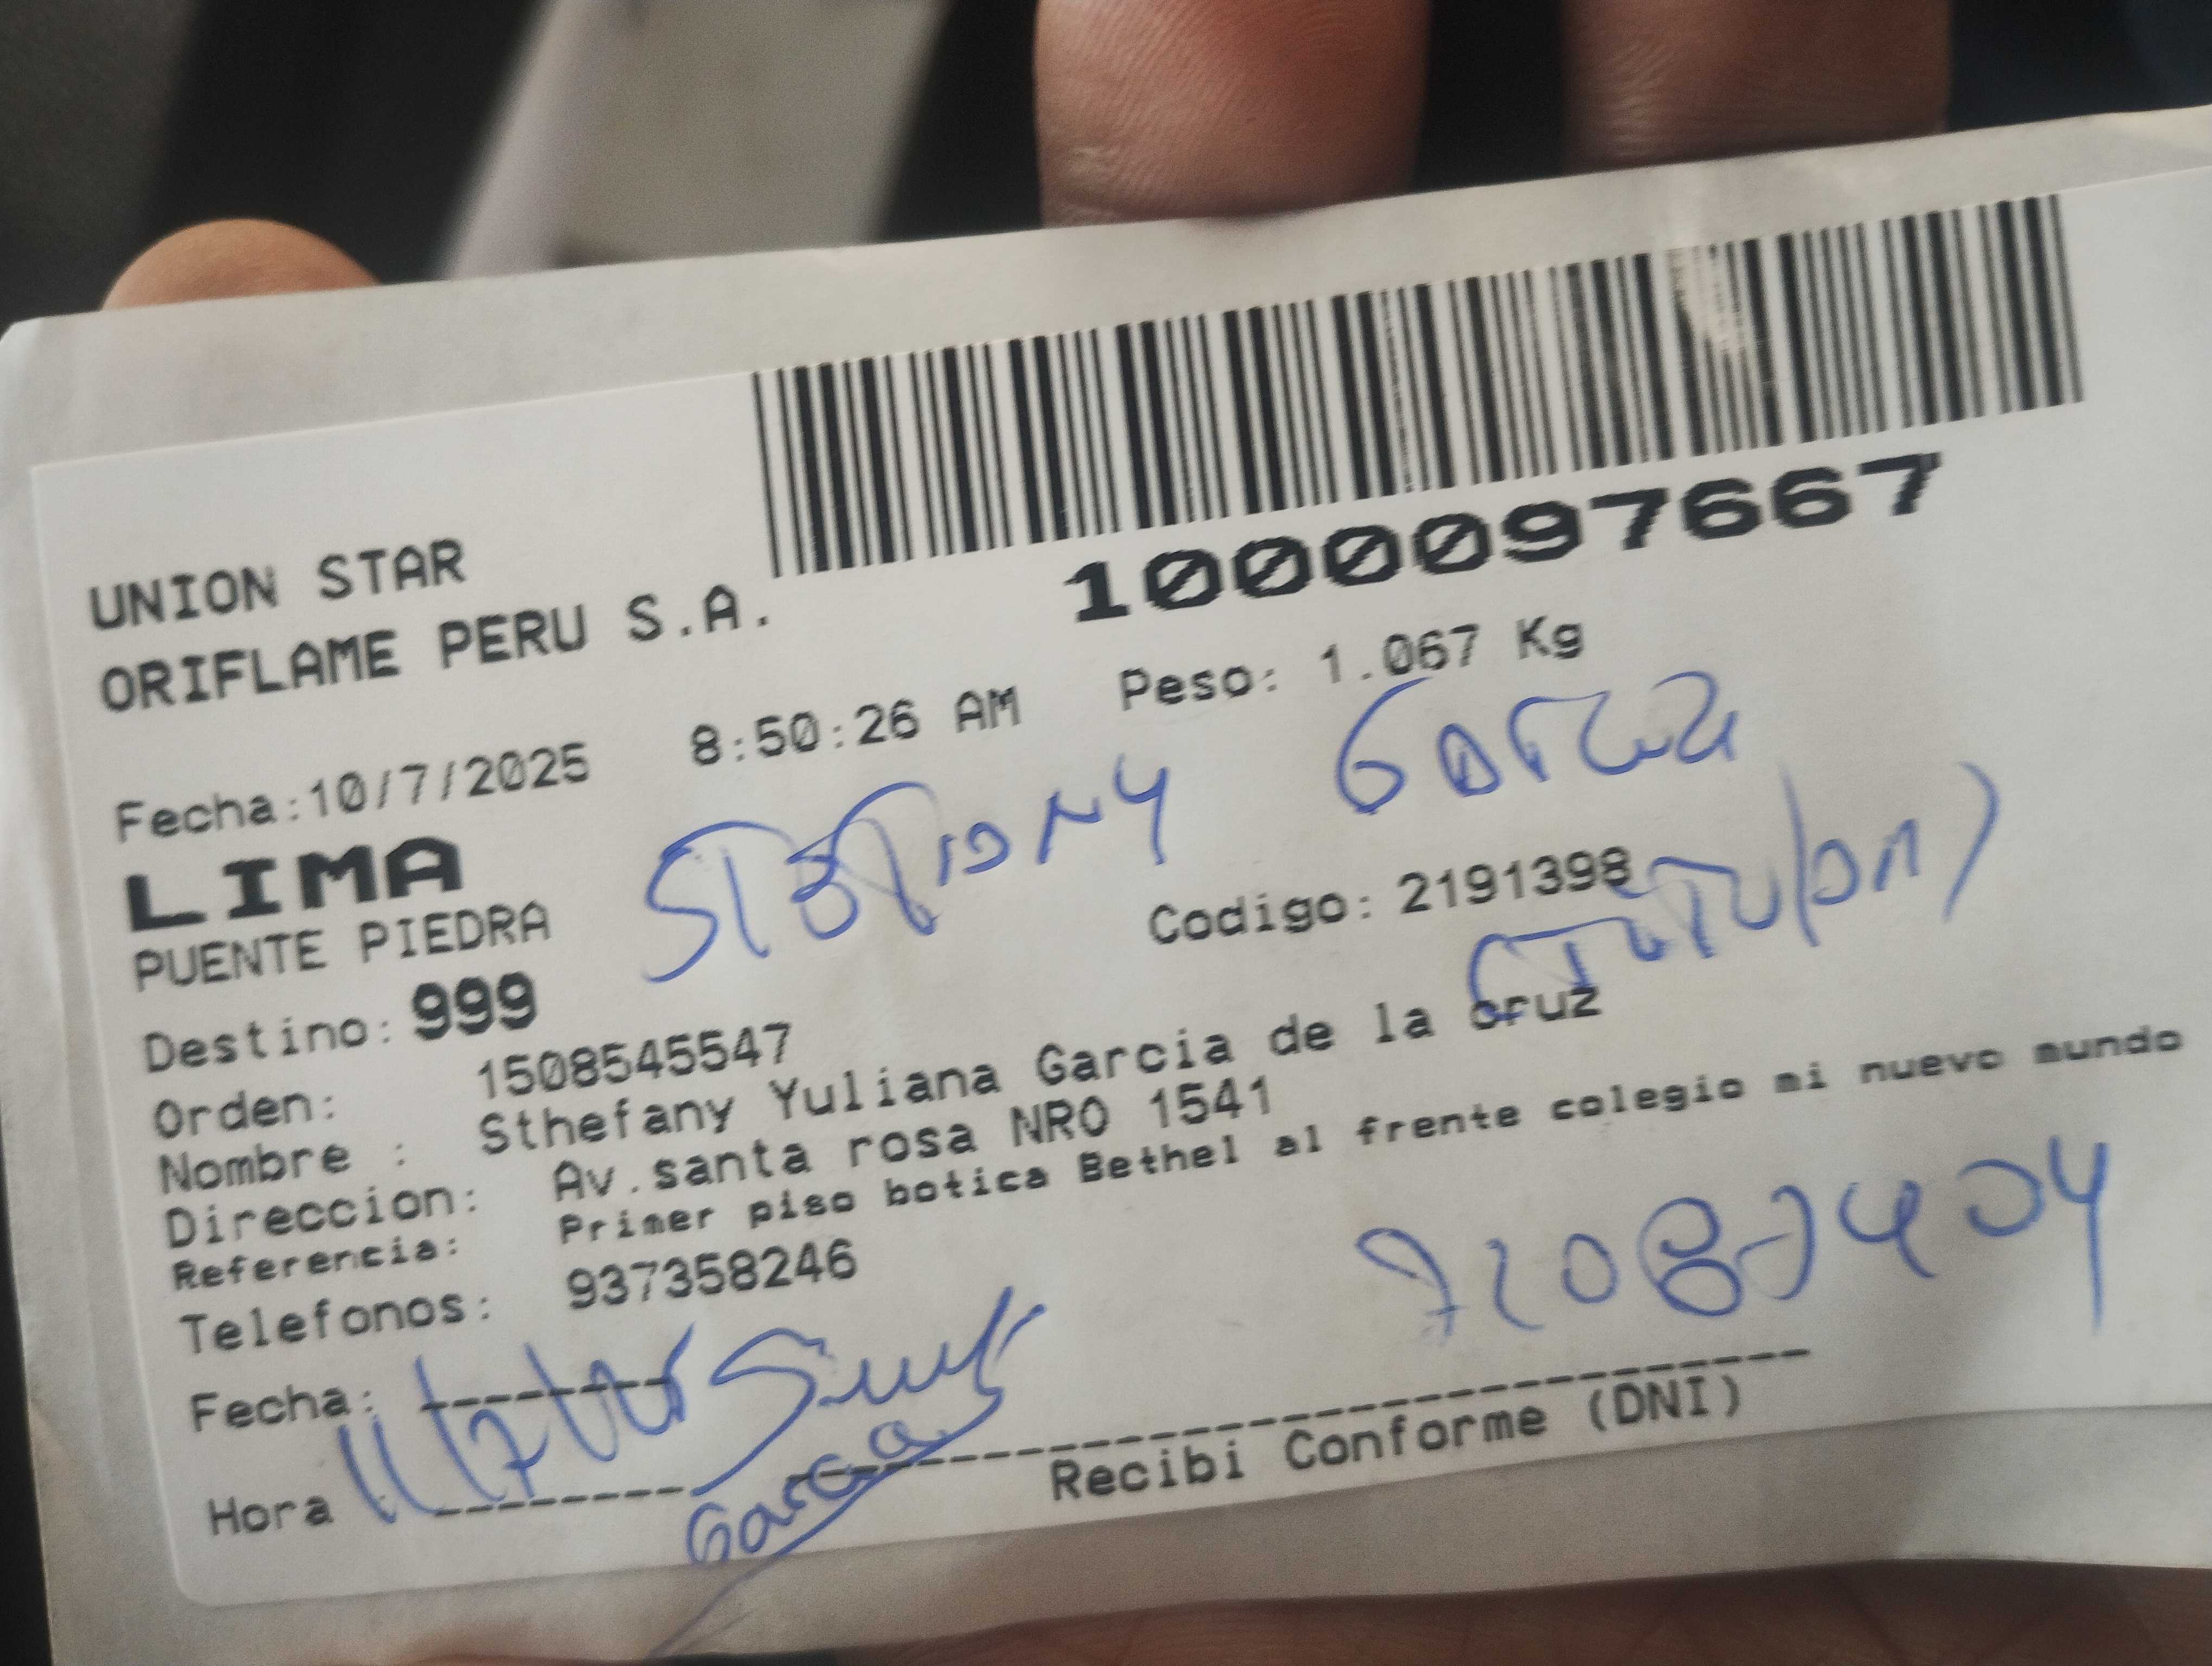 1000097667
UNION STAR
ORIFLAME PERU S.A.
Fecha:10/7/2025 8:50:26 AM Peso: 1.067 Kg
LIMA
Garcia
PUENTE PIEDRA
Codigo: 2191398
Destino: 999
Orden: 1508545547
Nombre : Sthefany Yuliana Garcia de la cruz
Direccion: Av.santa rosa NRO 1541
Referencia: Primer piso botica Bethel al frente colegio mi nuevo mundo
Telefonos: 937358246
Fecha:
Hora
Garcia
Recibi Conforme (DNI)